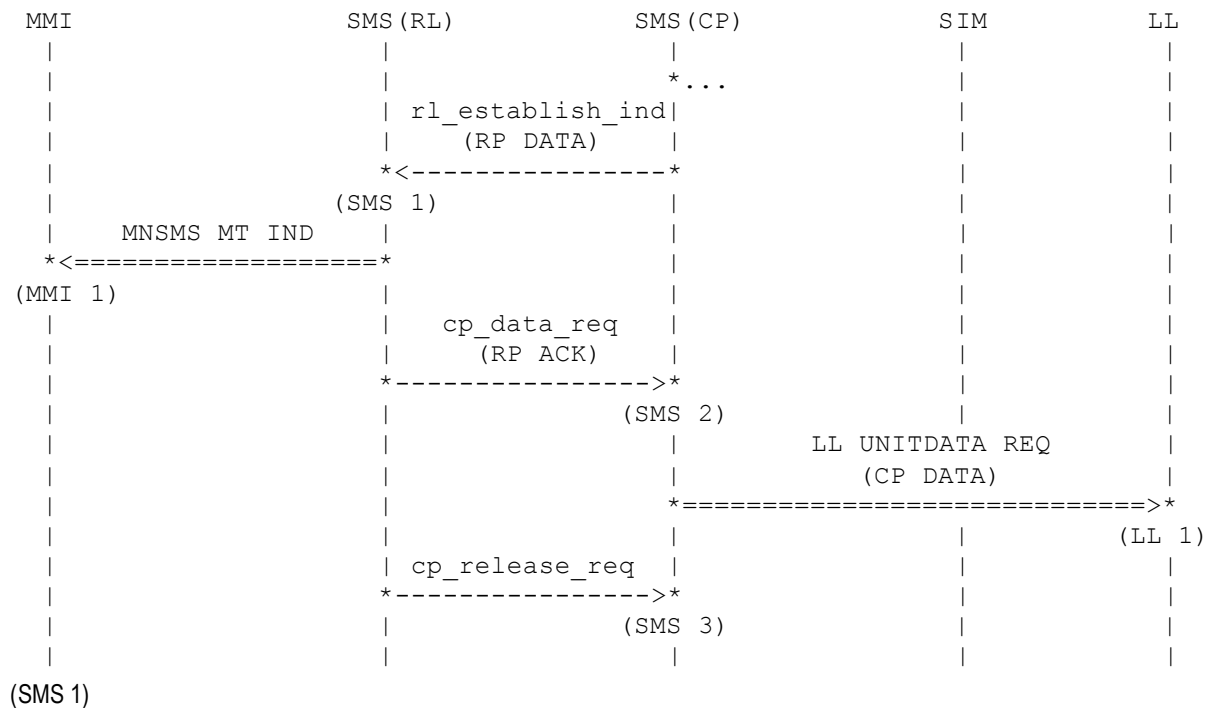 MMI SMS(RL) SMS(CP) SIM LL
| | | | |
| | *... | |
| | rl_establish_ind| | |
| | (RP DATA) | | |
| *<----------------* | |
| (SMS 1) | | |
| MNSMS MT IND | | | |
*<===================* | | |
(MMI 1) | | | |
| | cp_data_req | | |
| | (RP ACK) | | |
| *---------------->* | |
| | (SMS 2) | |
| | | LL UNITDATA REQ |
| | | (CP DATA) |
| | *=============================>*
| | | | (LL 1)
| | cp_release_req | | |
| *---------------->* | |
| | (SMS 3) | |
| | | | |
(SMS 1)